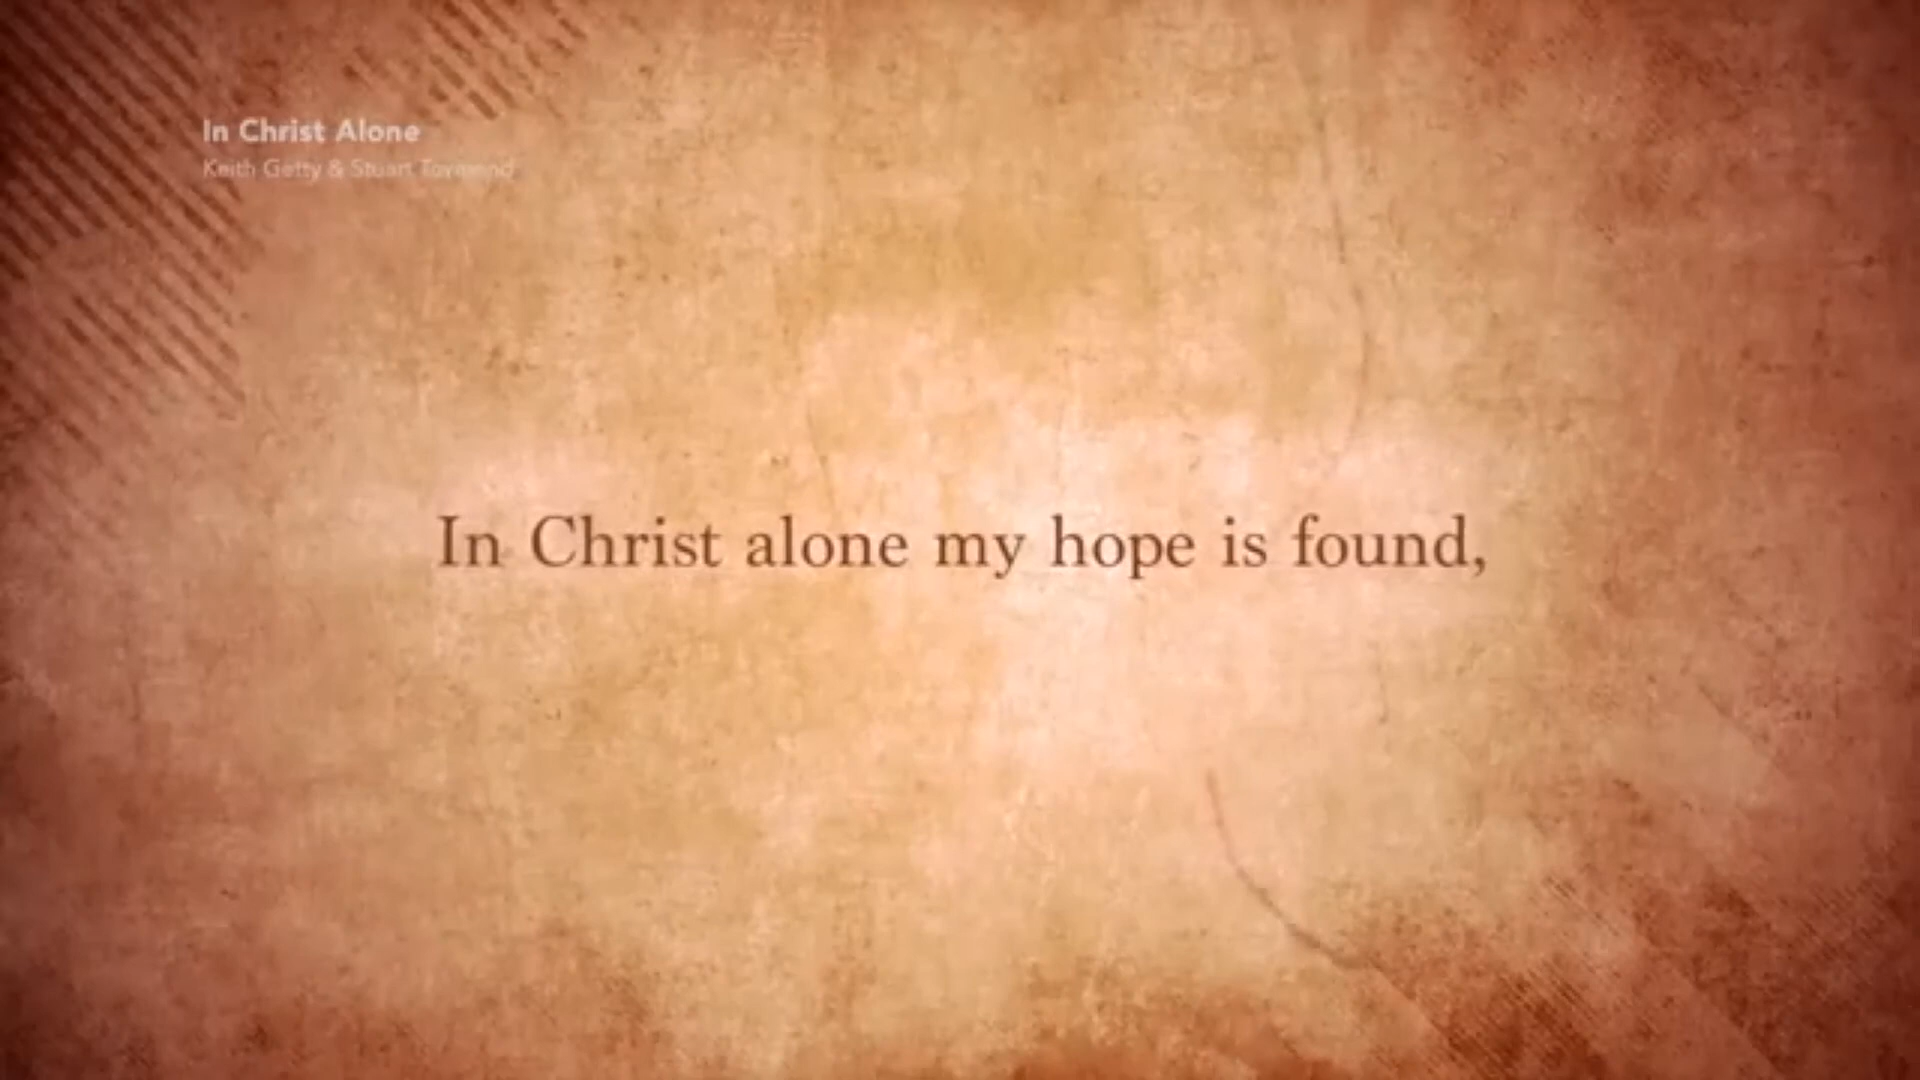 In Christ Alone
Keith Getty & Stuart Townend
In Christ alone my hope is found,